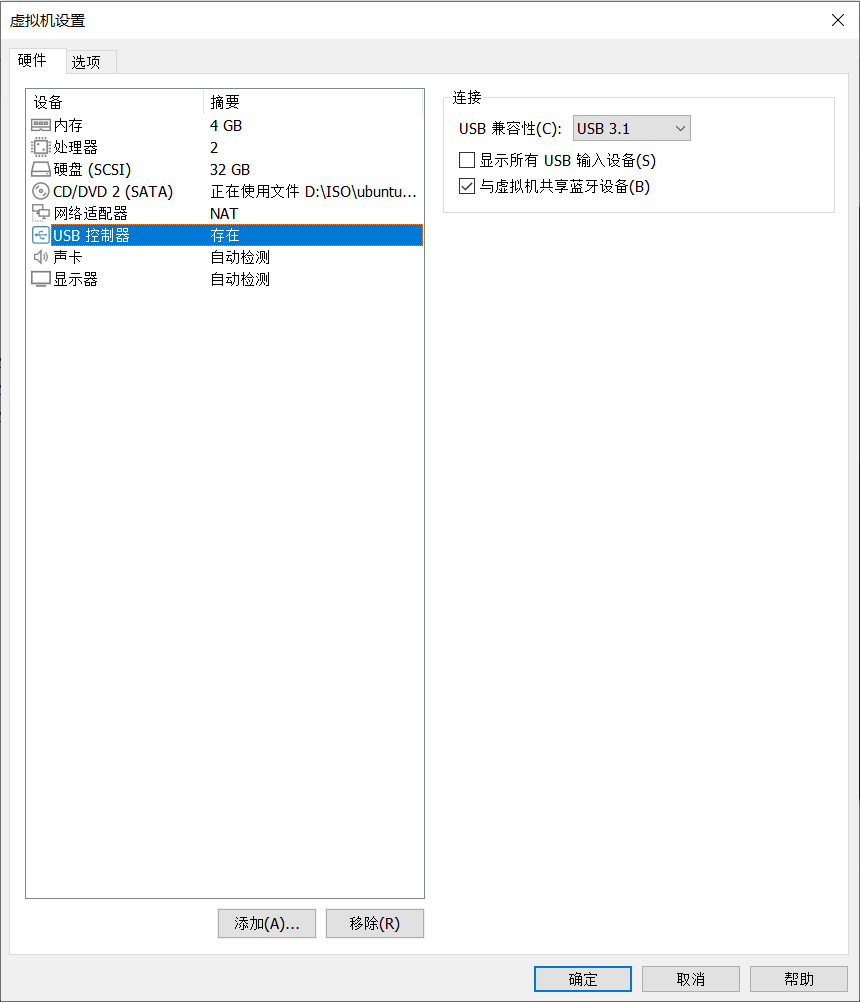 虚拟机设置
硬件 选项
设备 摘要
内存 4 GB
处理器 2
硬盘 (SCSI) 32 GB
CD/DVD 2 (SATA) 正在使用文件 D:\ISO\ubuntu...
网络适配器 NAT
USB 控制器 存在
声卡 自动检测
显示器 自动检测
添加(A)... 移除(R)
连接
USB 兼容性(C): USB 3.1
显示所有 USB 输入设备(S)
与虚拟机共享蓝牙设备(B)
确定 取消 帮助